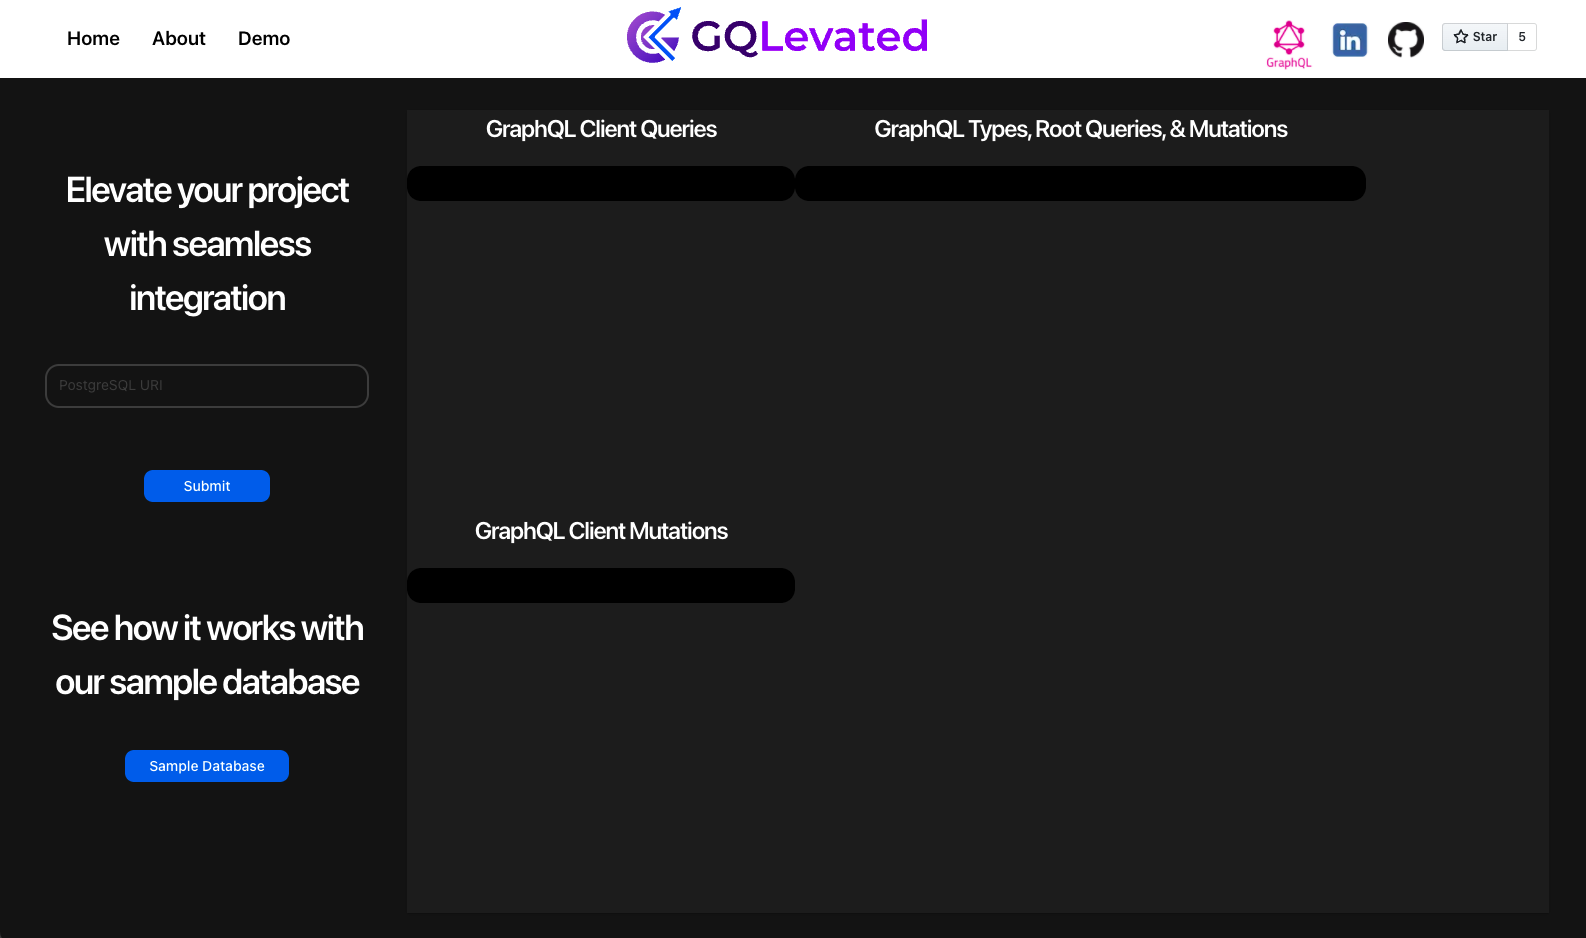 Home About Demo
GQLevated
GraphQL
in
Star 5
Elevate your project
with seamless
integration
PostgreSQL URI
Submit
See how it works with
our sample database
Sample Database
GraphQL Client Queries
GraphQL Types, Root Queries, & Mutations
GraphQL Client Mutations